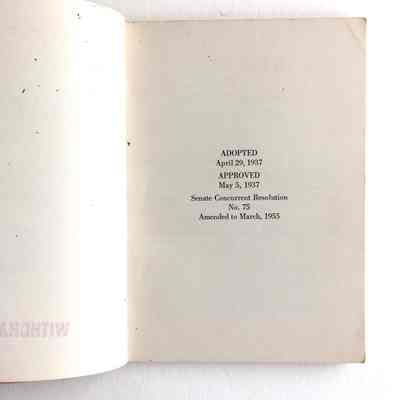 ADOPTED
April 29, 1937
APPROVED
May 5, 1937
Senate Concurrent Resolution
No. 75
Amended to March, 1955